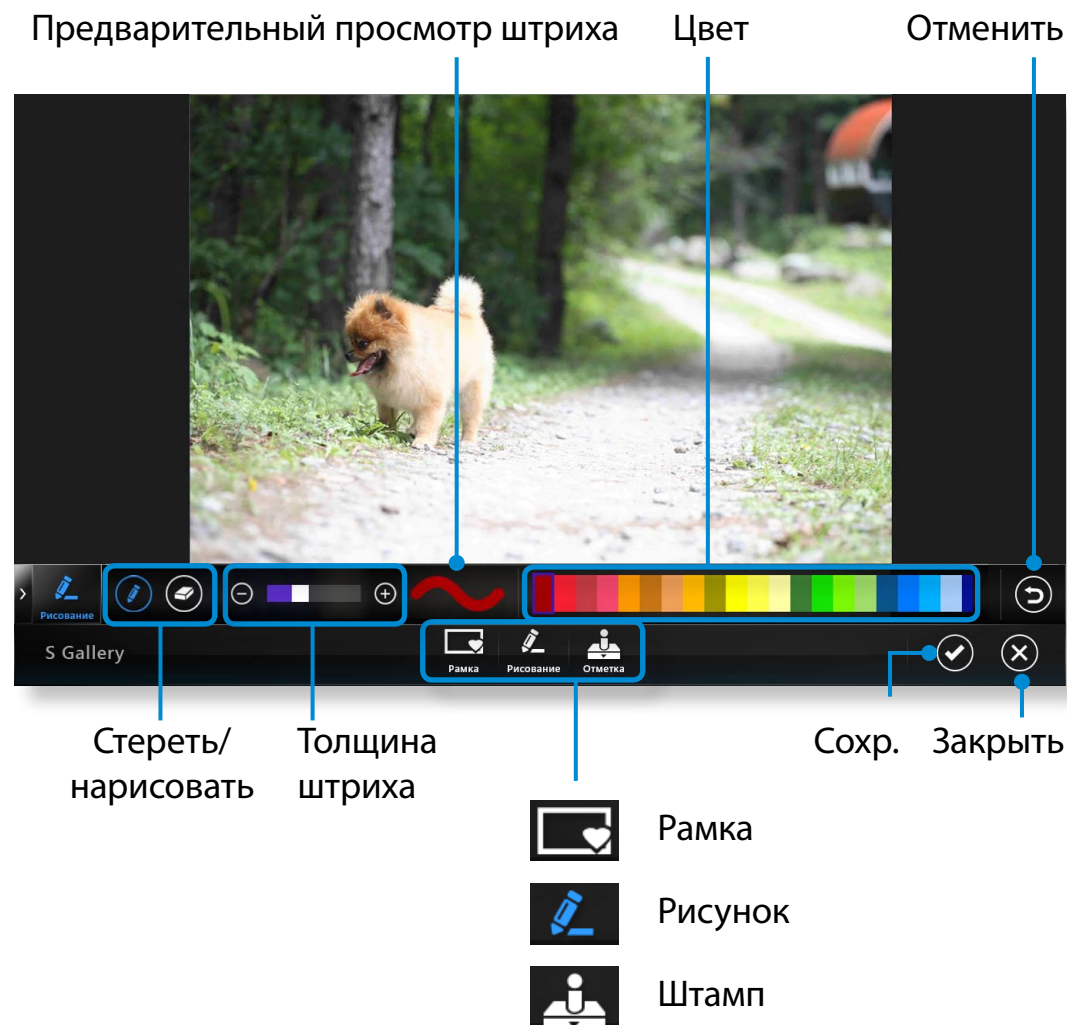 Предварительный просмотр штриха
Цвет
Отменить
Рисование
S Gallery
Рамка
Рисование
Отметка
Стереть/
нарисовать
Толщина
штриха
Сохр.
Закрыть
Рамка
Рисунок
Штамп